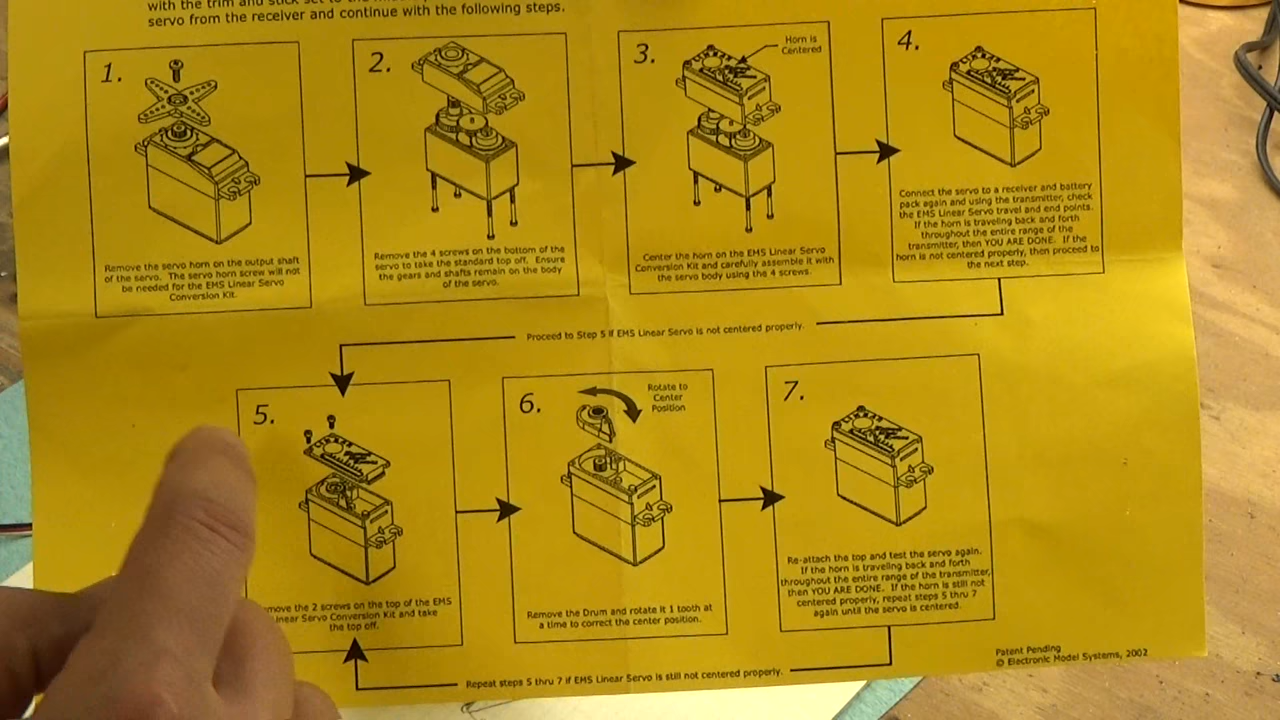 with the trim and stick set to the
servo from the receiver and continue with the following steps.
1.
Remove the servo horn on the output shaft
of the servo. The servo horn screw will not
be needed for the EMS Linear Servo
Conversion Kit.
2.
Remove the 4 screws on the bottom of the
servo to take the standard top off. Ensure
the gears and shafts remain on the body
of the servo.
3.
Horn is
Centered
Center the horn on the EMS Linear Servo
Conversion Kit and carefully assemble it with
the servo body using the 4 screws.
4.
Connect the servo to a receiver and battery
pack again and using the transmitter, check
the EMS Linear Servo travel and end points.
If the horn is traveling back and forth
throughout the entire range of the
transmitter, then YOU ARE DONE. If the
horn is not centered properly, then proceed to
the next step.
Proceed to Step 5 if EMS Linear Servo is not centered properly.
5.
the 2 screws on the top of the EMS
Servo Conversion Kit and take
the top off.
6.
Rotate to
Center
Position
Remove the Drum and rotate it 1 tooth at
a time to correct the center position.
7.
Re-attach the top and test the servo again.
If the horn is traveling back and forth
throughout the entire range of the transmitter,
then YOU ARE DONE. If the horn is still not
centered properly, repeat steps 5 thru 7
again until the servo is centered.
Repeat steps 5 thru 7 if EMS Linear Servo is still not centered properly.
Patent Pending
© Electronic Model Systems, 2002